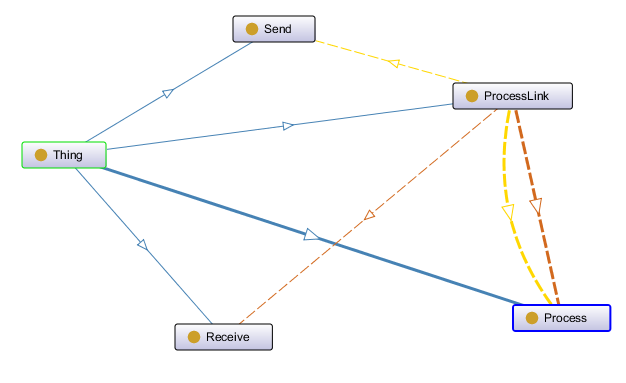 Send
ProcessLink
Thing
Process
Receive